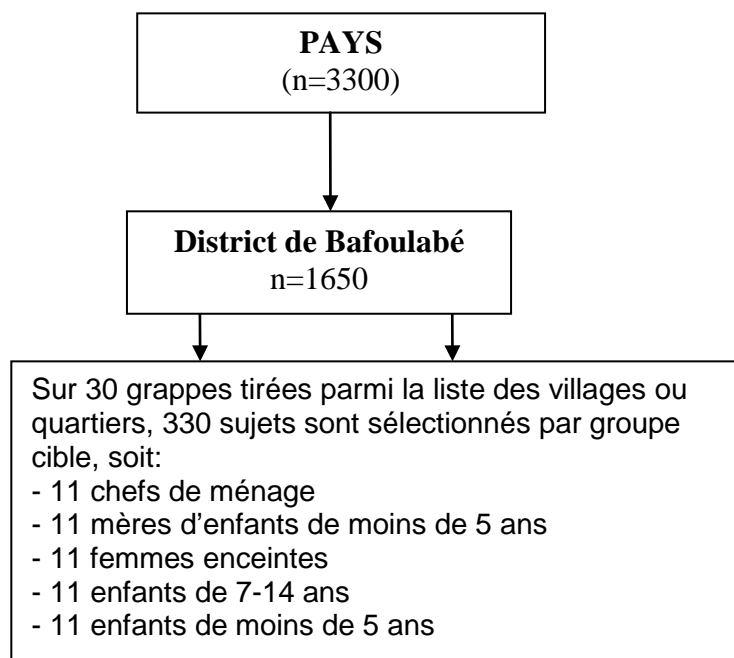 PAYS
(n=3300)
District de Bafoulabé
n=1650
Sur 30 grappes tirées parmi la liste des villages ou
quartiers, 330 sujets sont sélectionnés par groupe
cible, soit:
- 11 chefs de ménage
- 11 mères d’enfants de moins de 5 ans
- 11 femmes enceintes
- 11 enfants de 7-14 ans
- 11 enfants de moins de 5 ans